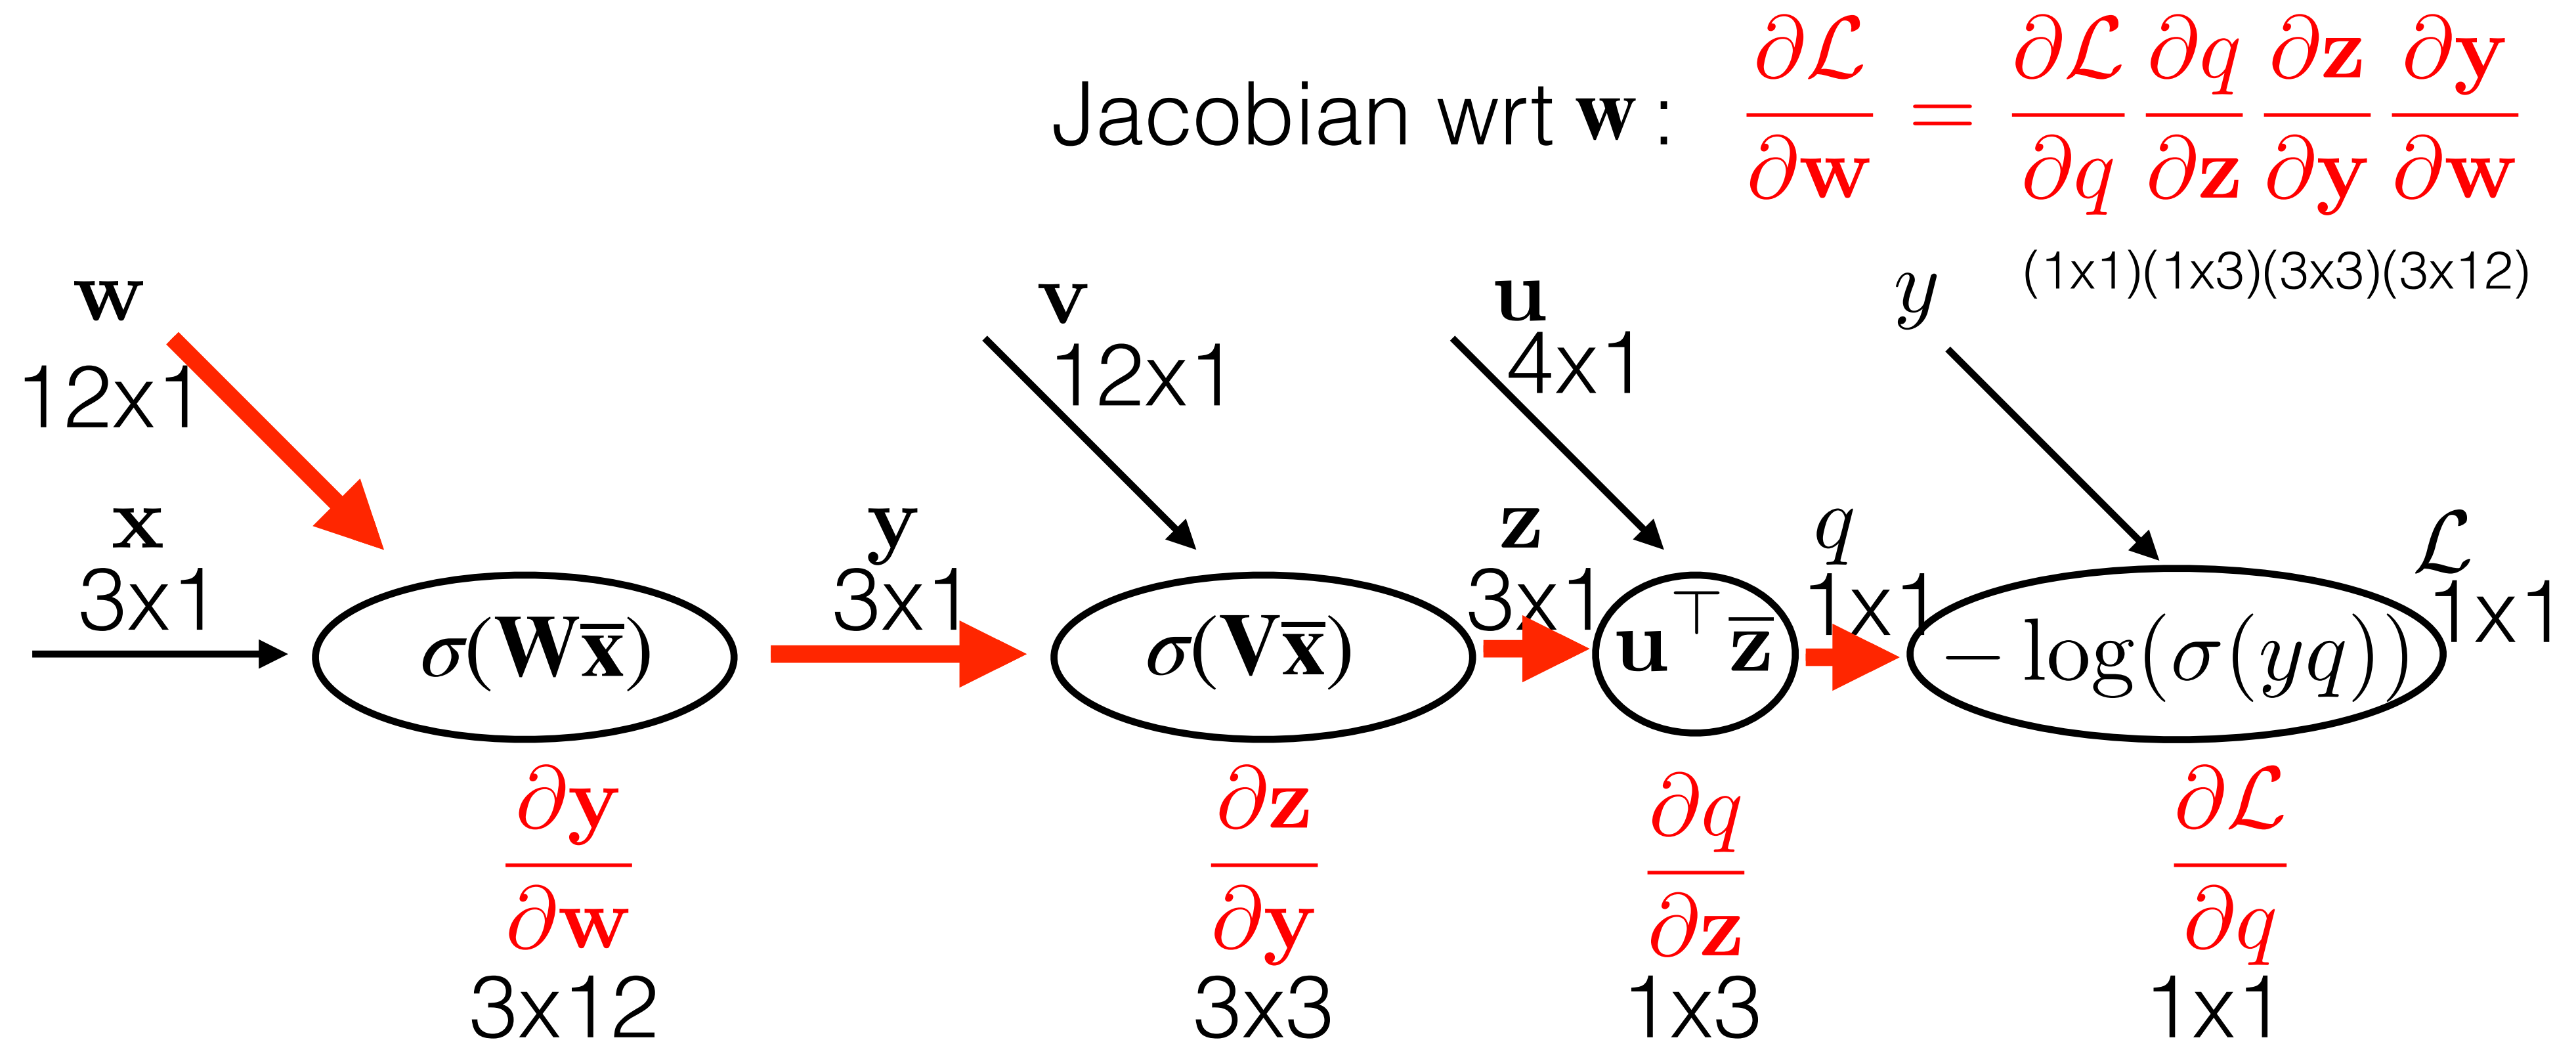 Jacobian wrt 𝐰 : ∂ℒ/∂𝐰 = ∂ℒ/∂q ∂q/∂𝐳 ∂𝐳/∂𝐲 ∂𝐲/∂𝐰
(1x1)(1x3)(3x3)(3x12)
𝐰
12x1
𝐯
12x1
𝐮
4x1
y
𝐱
3x1
𝐲
3x1
𝐳
3x1
q
1x1
ℒ
1x1
σ(𝐖𝐱̅)
σ(𝐕𝐱̅)
𝐮⊤𝐳̅
− log(σ(yq))
∂𝐲/∂𝐰
3x12
∂𝐳/∂𝐲
3x3
∂q/∂𝐳
1x3
∂ℒ/∂q
1x1